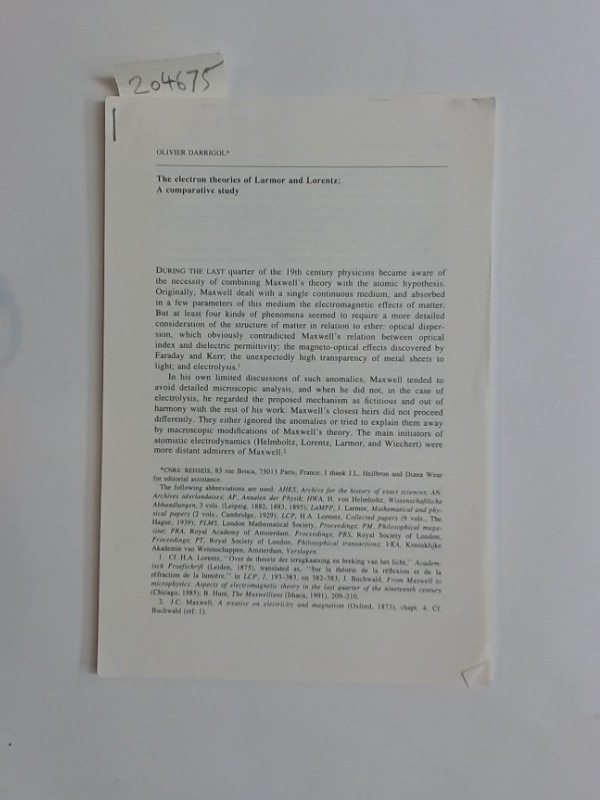 204675
OLIVIER DARRIGOL*
The electron theories of Larmor and Lorentz:
A comparative study
DURING THE LAST quarter of the 19th century physicists became aware of
the necessity of combining Maxwell's theory with the atomic hypothesis.
Originally, Maxwell dealt with a single continuous medium, and absorbed
in a few parameters of this medium the electromagnetic effects of matter.
But at least four kinds of phenomena seemed to require a more detailed
consideration of the structure of matter in relation to ether: optical disper-
sion, which obviously contradicted Maxwell's relation between optical
index and dielectric permittivity; the magneto-optical effects discovered by
Faraday and Kerr; the unexpectedly high transparency of metal sheets to
light; and electrolysis.1
In his own limited discussions of such anomalies, Maxwell tended to
avoid detailed microscopic analysis, and when he did not, in the case of
electrolysis, he regarded the proposed mechanism as fictitious and out of
harmony with the rest of his work. Maxwell's closest heirs did not proceed
differently. They either ignored the anomalies or tried to explain them away
by macroscopic modifications of Maxwell's theory. The main initiators of
atomistic electrodynamics (Helmholtz, Lorentz, Larmor, and Wiechert) were
more distant admirers of Maxwell.2
*CNRS: REHSEIS, 83 rue Broca, 75013 Paris, France. I thank J.L. Heilbron and Diana Wear
for editorial assistance.
The following abbreviations are used: AHES, Archive for the history of exact sciences; AN,
Archives néerlandaises; AP, Annalen der Physik; HWA, H. von Helmholtz, Wissenschaftliche
Abhandlungen, 3 vols. (Leipzig, 1882, 1883, 1895); LaMPP, J. Larmor, Mathematical and phy-
sical papers (2 vols., Cambridge, 1929); LCP, H.A. Lorentz, Collected papers (9 vols., The
Hague, 1939); PLMS, London Mathematical Society, Proceedings; PM, Philosophical maga-
zine; PRA, Royal Academy of Amsterdam, Proceedings; PRS, Royal Society of London,
Proceedings; PT, Royal Society of London, Philosophical transactions; VKA, Koninklijke
Akademie van Wetenschappen, Amsterdam, Verslagen.
1. Cf. H.A. Lorentz, "Over de theorie der terugkaatsing en breking van het licht," Academ-
isch Proefschrift (Leiden, 1875), translated as, "Sur la théorie de la réflexion et de la
réfraction de la lumière," in LCP, 1, 193-383, on 382-383; J. Buchwald, From Maxwell to
microphysics: Aspects of electromagnetic theory in the last quarter of the nineteenth century
(Chicago, 1985); B. Hunt, The Maxwellians (Ithaca, 1991), 209-210.
2. J.C. Maxwell, A treatise on electricity and magnetism (Oxford, 1873), chapt. 4. Cf.
Buchwald (ref. 1).